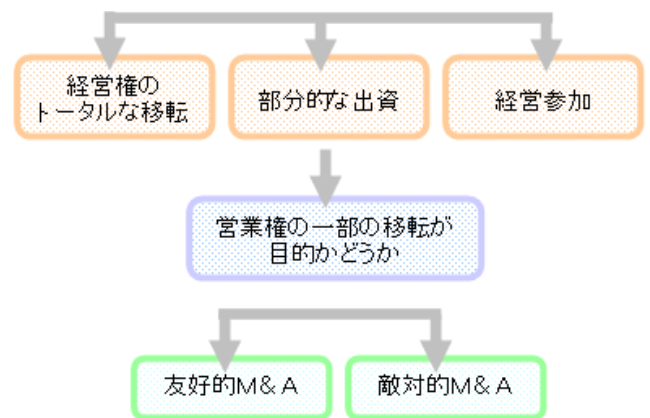 経営権の
トータルな移転
部分的な出資
経営参加
営業権の一部の移転が
目的かどうか
友好的M&A
敵対的M&A